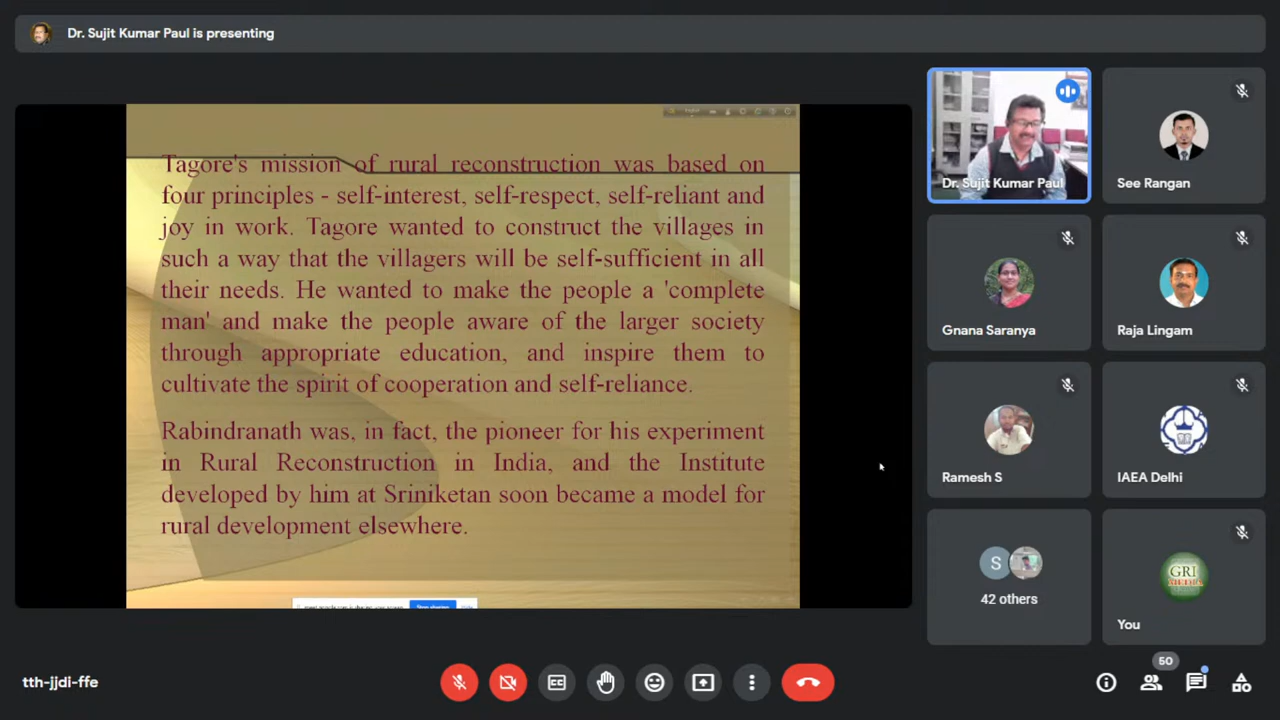 Dr. Sujit Kumar Paul is presenting
Tagore's mission of rural reconstruction was based on
four principles - self-interest, self-respect, self-reliant and
joy in work. Tagore wanted to construct the villages in
such a way that the villagers will be self-sufficient in all
their needs. He wanted to make the people a 'complete
man' and make the people aware of the larger society
through appropriate education, and inspire them to
cultivate the spirit of cooperation and self-reliance.
Rabindranath was, in fact, the pioneer for his experiment
in Rural Reconstruction in India, and the Institute
developed by him at Sriniketan soon became a model for
rural development elsewhere.
Stop sharing
Dr. Sujit Kumar Paul
See Rangan
Gnana Saranya
Raja Lingam
Ramesh S
IAEA Delhi
S
42 others
GRI
MEDIA
You
tth-jjdi-ffe
CC
50